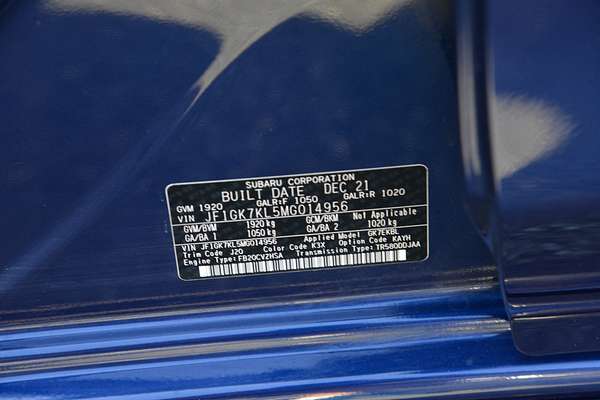 SUBARU CORPORATION
BUILT DATE DEC 21
GVM 1920 GALR:F 1050 GALR:R 1020
VIN JF1GK7KL5MG014956
GVM/BVM 1920 kg GCM/BKM Not Applicable
GA/BA 1 1050 kg GA/BA 2 1020 kg
VIN JF1GK7KL5MG014956 Applied Model GK7EKBL
Trim Code J20 Color Code K3X Option Code KAYH
Engine Type:FB20CVZHSA Transmission Type:TR580DDJAA